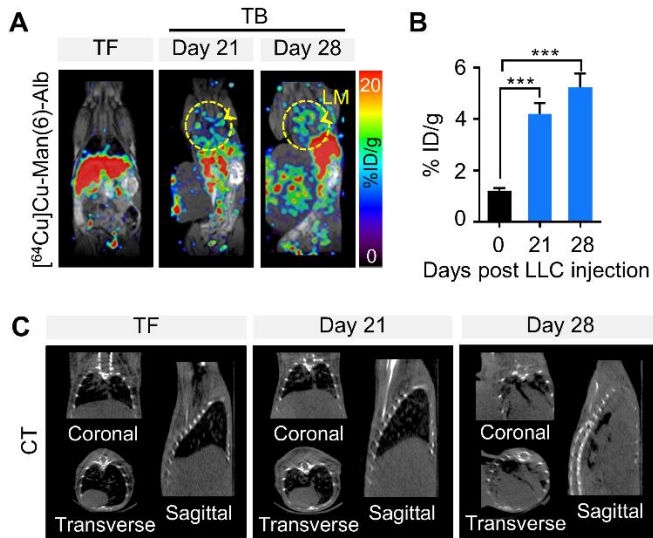 A
TB
TF
Day 21
Day 28
[⁶⁴Cu]Cu-Man(6)-Alb
LM
20
%ID/g
0
B
% ID/g
6
4
2
0
***
***
0 21 28
Days post LLC injection
C
TF
Day 21
Day 28
CT
Coronal
Transverse
Sagittal
Coronal
Transverse
Sagittal
Coronal
Transverse
Sagittal